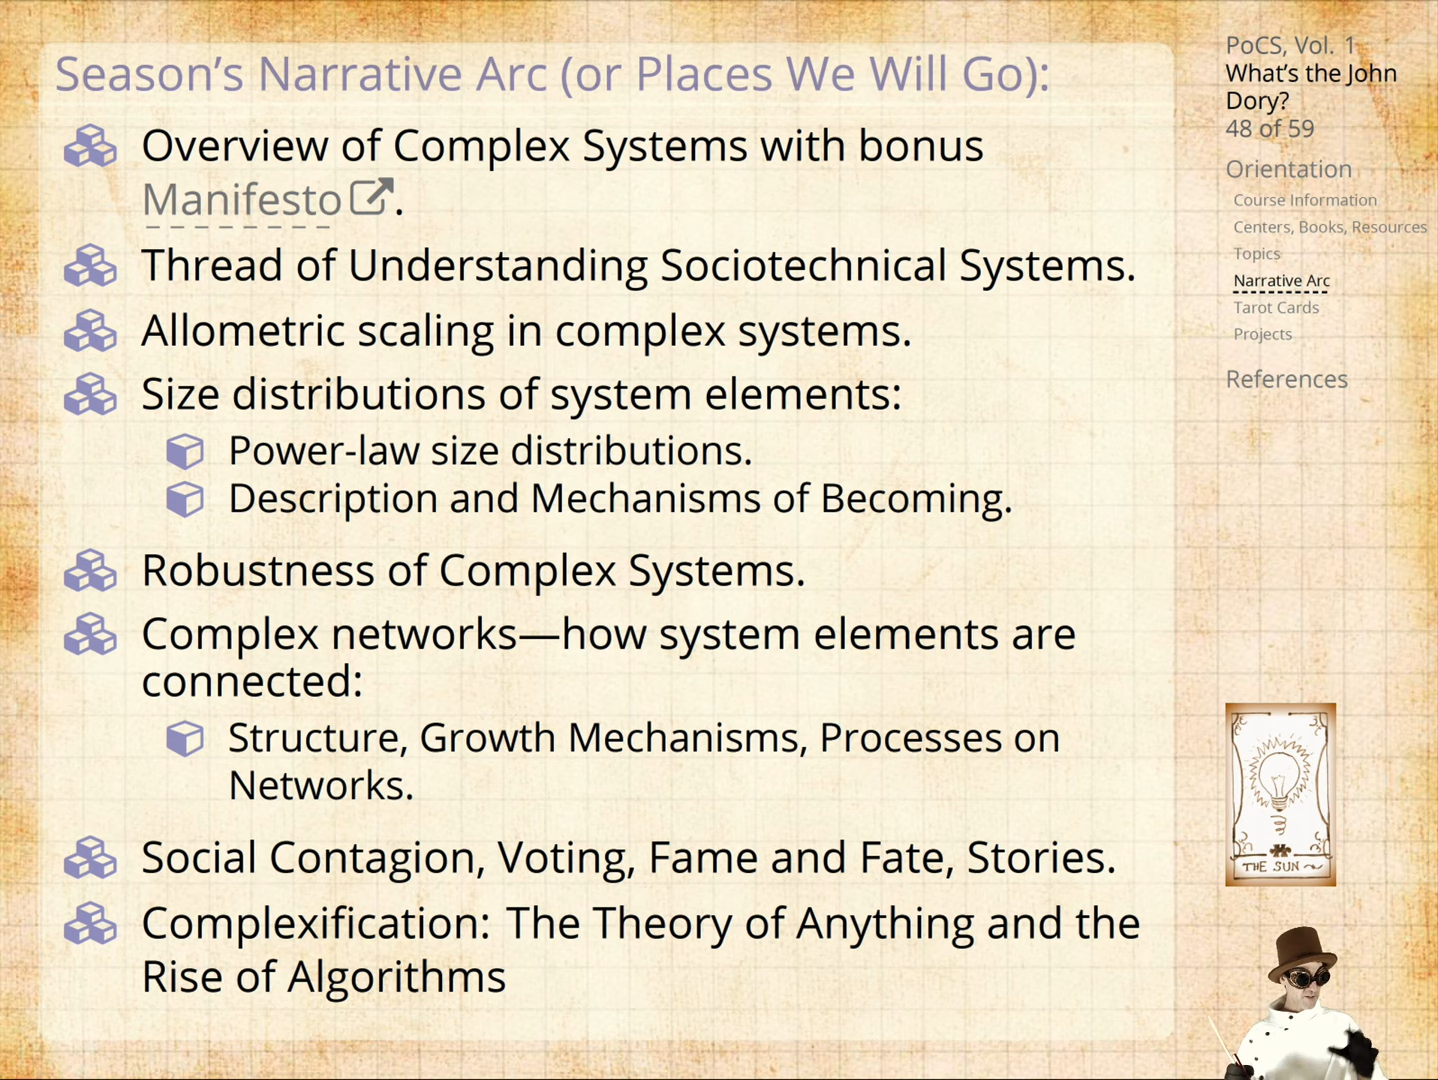 Season’s Narrative Arc (or Places We Will Go):
Overview of Complex Systems with bonus
Manifesto.
Thread of Understanding Sociotechnical Systems.
Allometric scaling in complex systems.
Size distributions of system elements:
Power-law size distributions.
Description and Mechanisms of Becoming.
Robustness of Complex Systems.
Complex networks—how system elements are
connected:
Structure, Growth Mechanisms, Processes on
Networks.
Social Contagion, Voting, Fame and Fate, Stories.
Complexification: The Theory of Anything and the
Rise of Algorithms
PoCS, Vol. 1
What’s the John
Dory?
48 of 59
Orientation
Course Information
Centers, Books, Resources
Topics
Narrative Arc
Tarot Cards
Projects
References
THE SUN